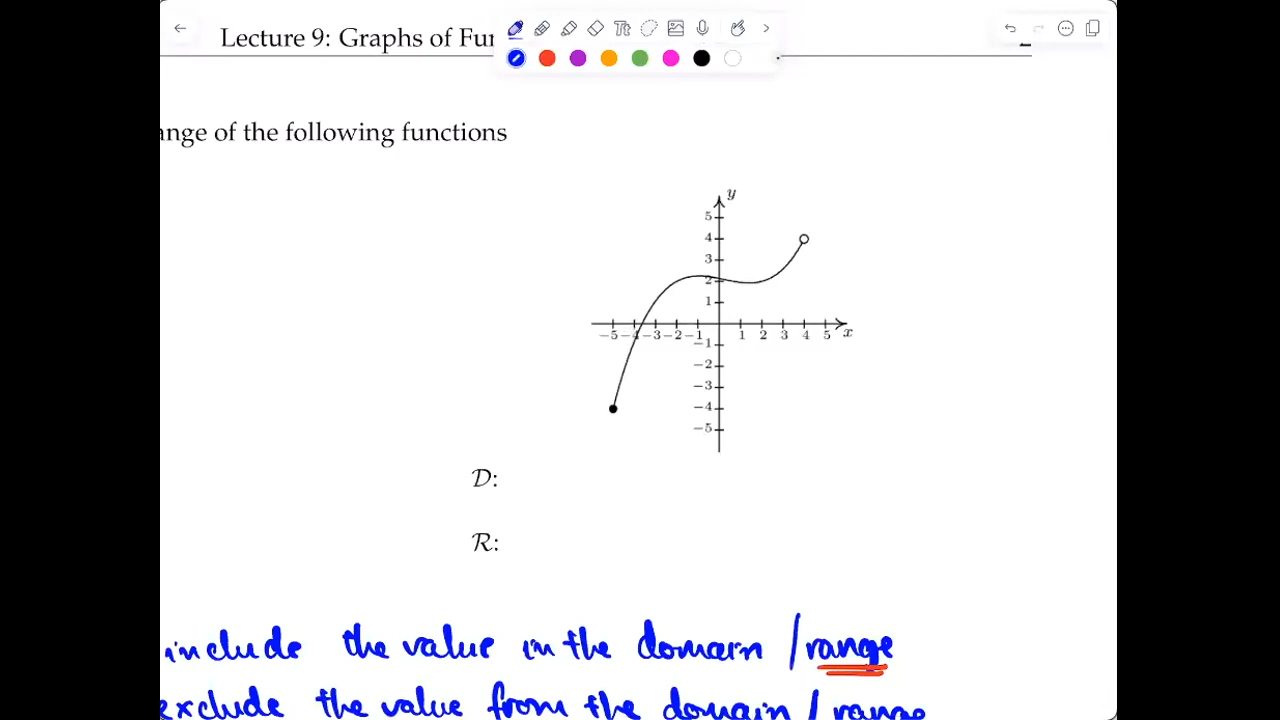 Lecture 9: Graphs of Fun
Tt
ange of the following functions
y
5
4
3
2
1
−5 −4 −3 −2 −1 1 2 3 4 5 x
−1
−2
−3
−4
−5
D:
R:
include the value in the domain / range
exclude the value from the domain / range